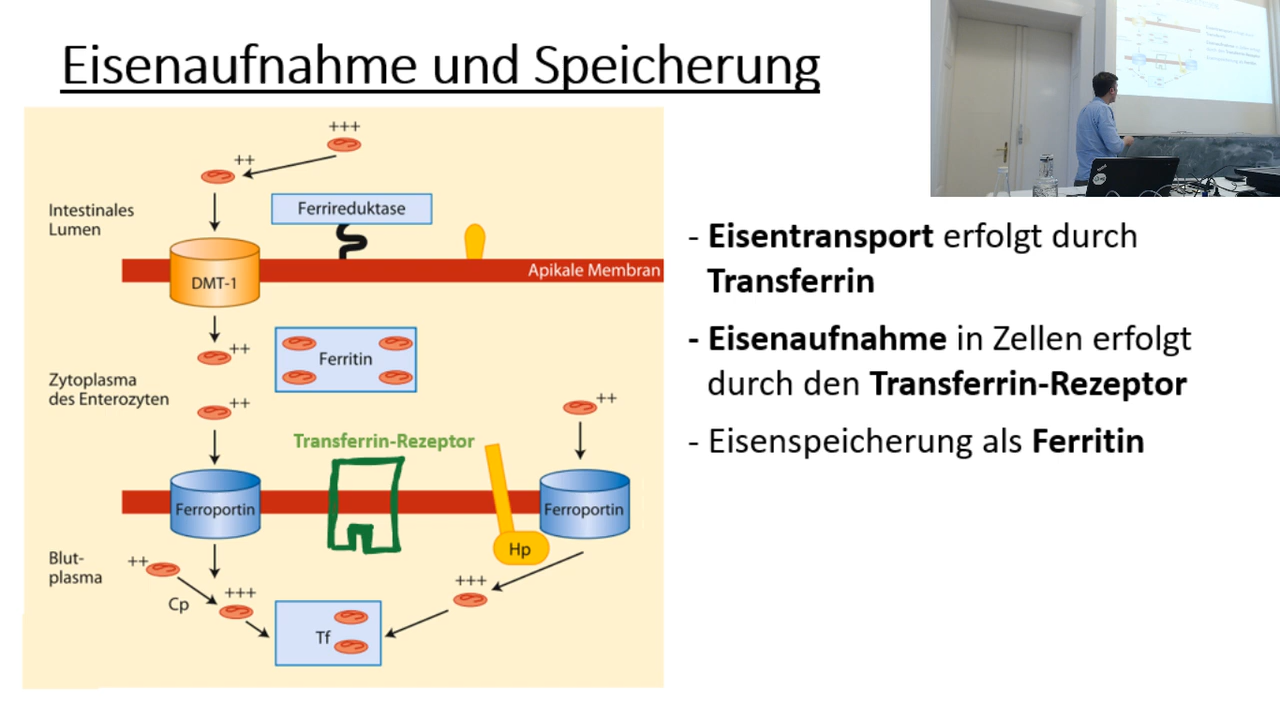 Eisenaufnahme und Speicherung
+++
++
Intestinales
Lumen
Ferrireduktase
DMT-1
Apikale Membran
++
Ferritin
Zytoplasma
des Enterozyten
++
++
Transferrin-Rezeptor
Ferroportin
Ferroportin
Hp
Blut-
plasma
++
+++
+++
Cp
Tf
- Eisentransport erfolgt durch
Transferrin
- Eisenaufnahme in Zellen erfolgt
durch den Transferrin-Rezeptor
- Eisenspeicherung als Ferritin